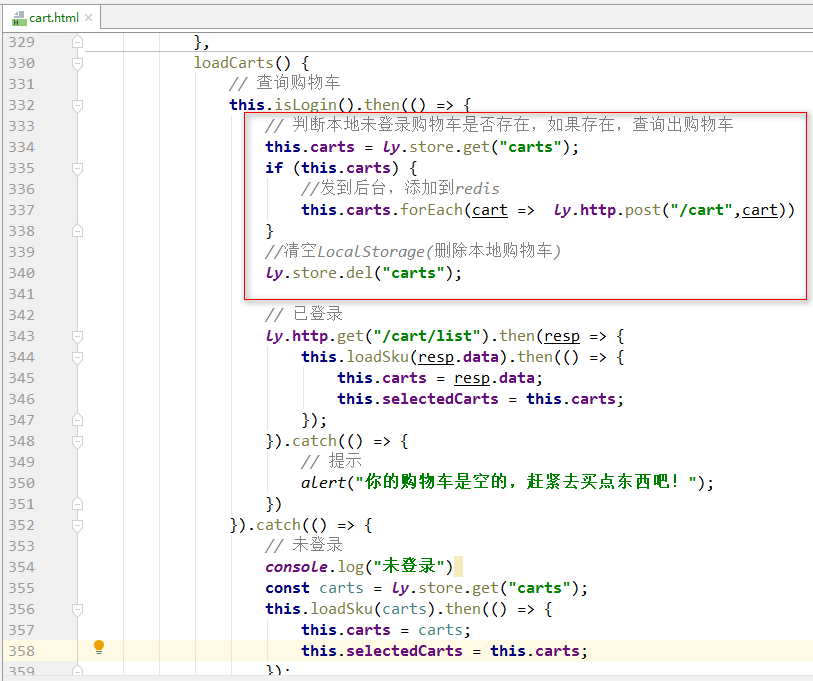 cart.html
329 },
330 loadCarts() {
331 // 查询购物车
332 this.isLogin().then(() => {
333 // 判断本地未登录购物车是否存在，如果存在，查询出购物车
334 this.carts = ly.store.get("carts");
335 if (this.carts) {
336 //发到后台，添加到redis
337 this.carts.forEach(cart => ly.http.post("/cart",cart))
338 }
339 //清空LocalStorage(删除本地购物车)
340 ly.store.del("carts");
341
342 // 已登录
343 ly.http.get("/cart/list").then(resp => {
344 this.loadSku(resp.data).then(() => {
345 this.carts = resp.data;
346 this.selectedCarts = this.carts;
347 });
348 }).catch(() => {
349 // 提示
350 alert("你的购物车是空的，赶紧去买点东西吧！");
351 })
352 }).catch(() => {
353 // 未登录
354 console.log("未登录")
355 const carts = ly.store.get("carts");
356 this.loadSku(carts).then(() => {
357 this.carts = carts;
358 this.selectedCarts = this.carts;
359 });